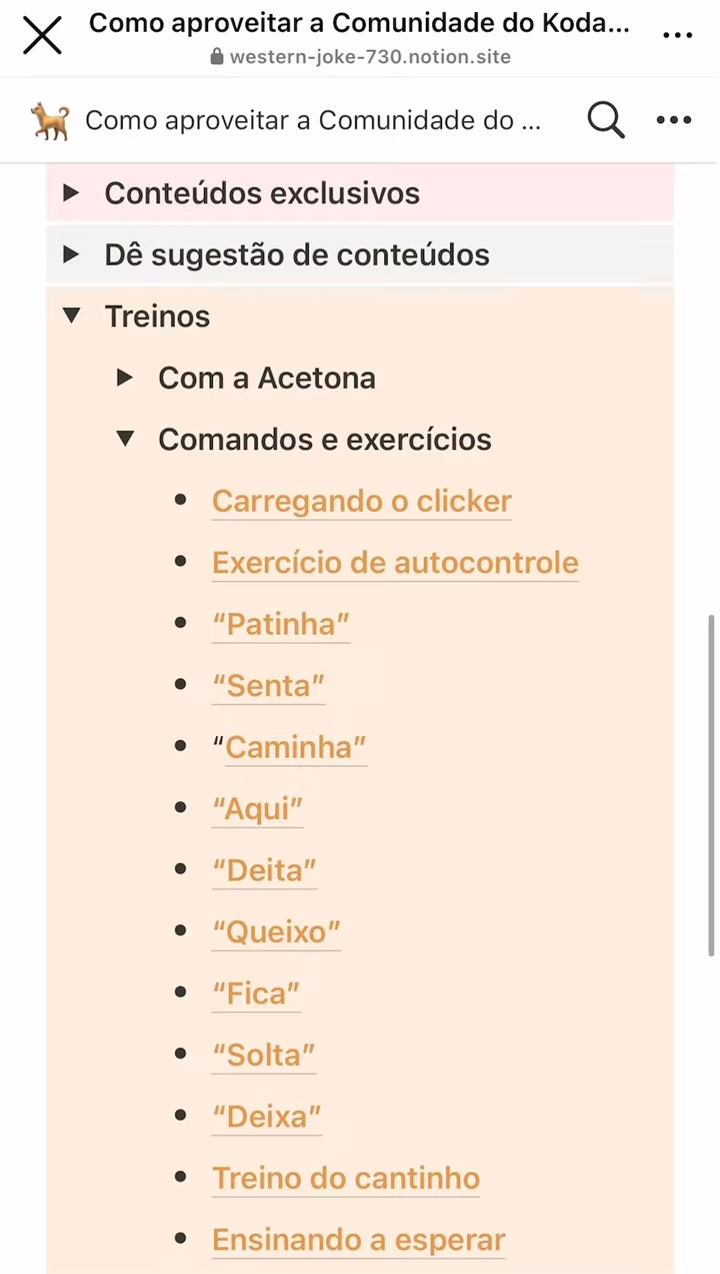 Como aproveitar a Comunidade do Koda...
western-joke-730.notion.site
Como aproveitar a Comunidade do ...
Conteúdos exclusivos
Dê sugestão de conteúdos
Treinos
Com a Acetona
Comandos e exercícios
Carregando o clicker
Exercício de autocontrole
“Patinha”
“Senta”
“Caminha”
“Aqui”
“Deita”
“Queixo”
“Fica”
“Solta”
“Deixa”
Treino do cantinho
Ensinando a esperar